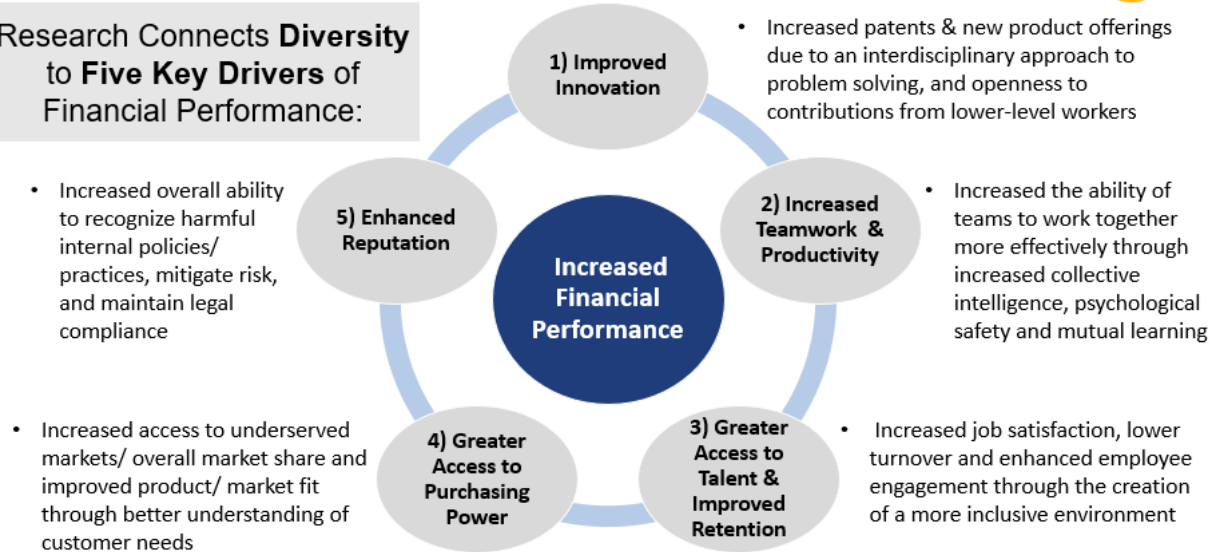 Research Connects Diversity
to Five Key Drivers of
Financial Performance:
1) Improved
Innovation
• Increased patents & new product offerings
due to an interdisciplinary approach to
problem solving, and openness to
contributions from lower-level workers
2) Increased
Teamwork &
Productivity
• Increased the ability of
teams to work together
more effectively through
increased collective
intelligence, psychological
safety and mutual learning
3) Greater
Access to
Talent &
Improved
Retention
• Increased job satisfaction, lower
turnover and enhanced employee
engagement through the creation
of a more inclusive environment
4) Greater
Access to
Purchasing
Power
• Increased access to underserved
markets/ overall market share and
improved product/ market fit
through better understanding of
customer needs
5) Enhanced
Reputation
• Increased overall ability
to recognize harmful
internal policies/
practices, mitigate risk,
and maintain legal
compliance
Increased
Financial
Performance